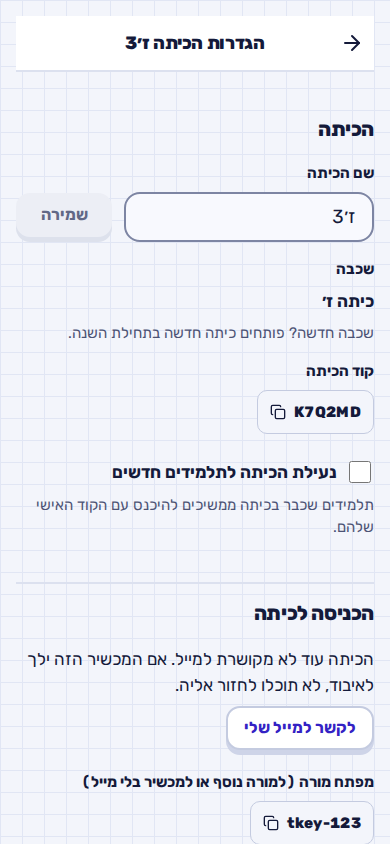 הגדרות הכיתה ז׳3
הכיתה
שם הכיתה
ז׳3
שמירה
שכבה
כיתה ז׳
שכבה חדשה? פותחים כיתה חדשה בתחילת השנה.
קוד הכיתה
K7Q2MD
נעילת הכיתה לתלמידים חדשים
תלמידים שכבר בכיתה ממשיכים להיכנס עם הקוד האישי
שלהם.
הכניסה לכיתה
הכיתה עוד לא מקושרת למייל. אם המכשיר הזה ילך
לאיבוד, לא תוכלו לחזור אליה.
לקשר למייל שלי
מפתח מורה (למורה נוסף או למכשיר בלי מייל)
tkey-123